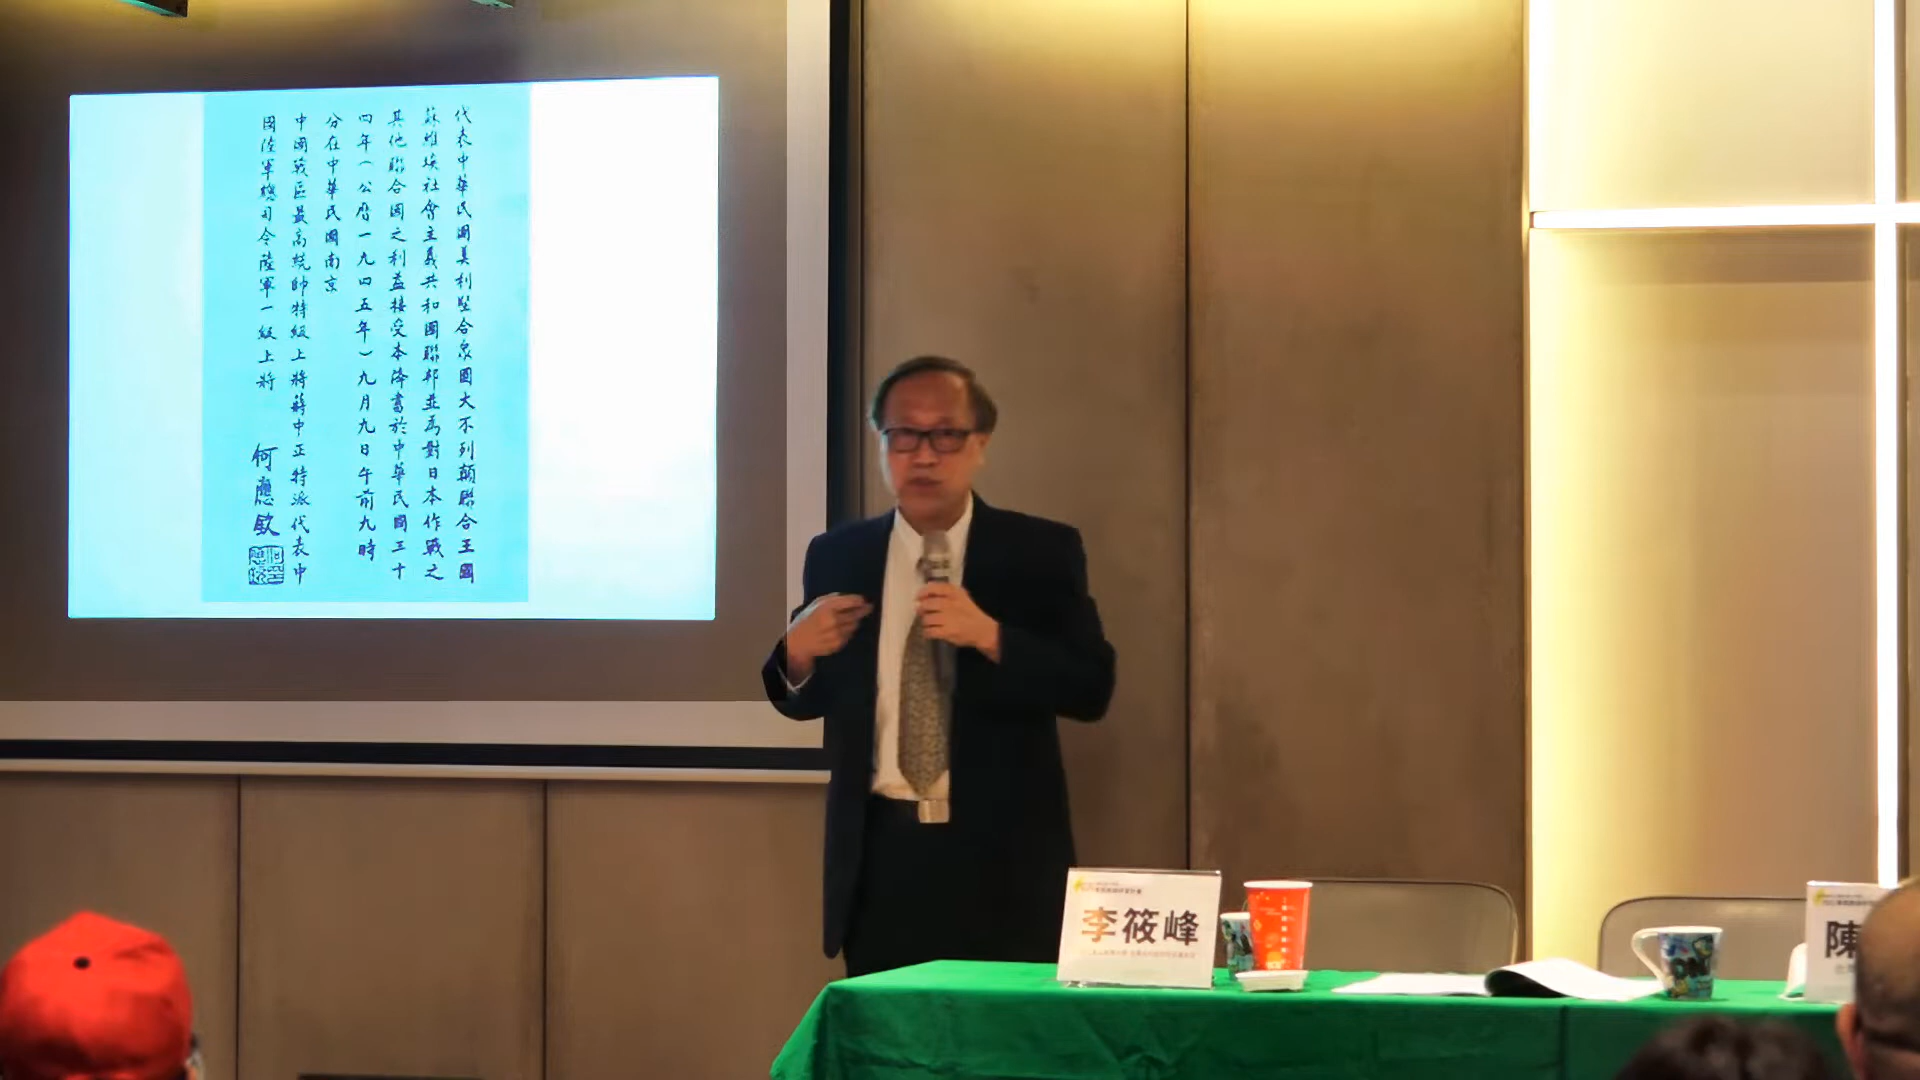 代表中華民國美利堅合眾國大不列顛聯合王國
蘇維埃社會主義共和國聯邦並為對日本作戰之
其他聯合國之利益接受本降書於中華民國三十
四年（公曆一九四五年）九月九日午前九時
分在中華民國南京
中國戰區最高統帥特級上將蔣中正特派代表中
國陸軍總司令陸軍一級上將
何應欽
李筱峰
陳